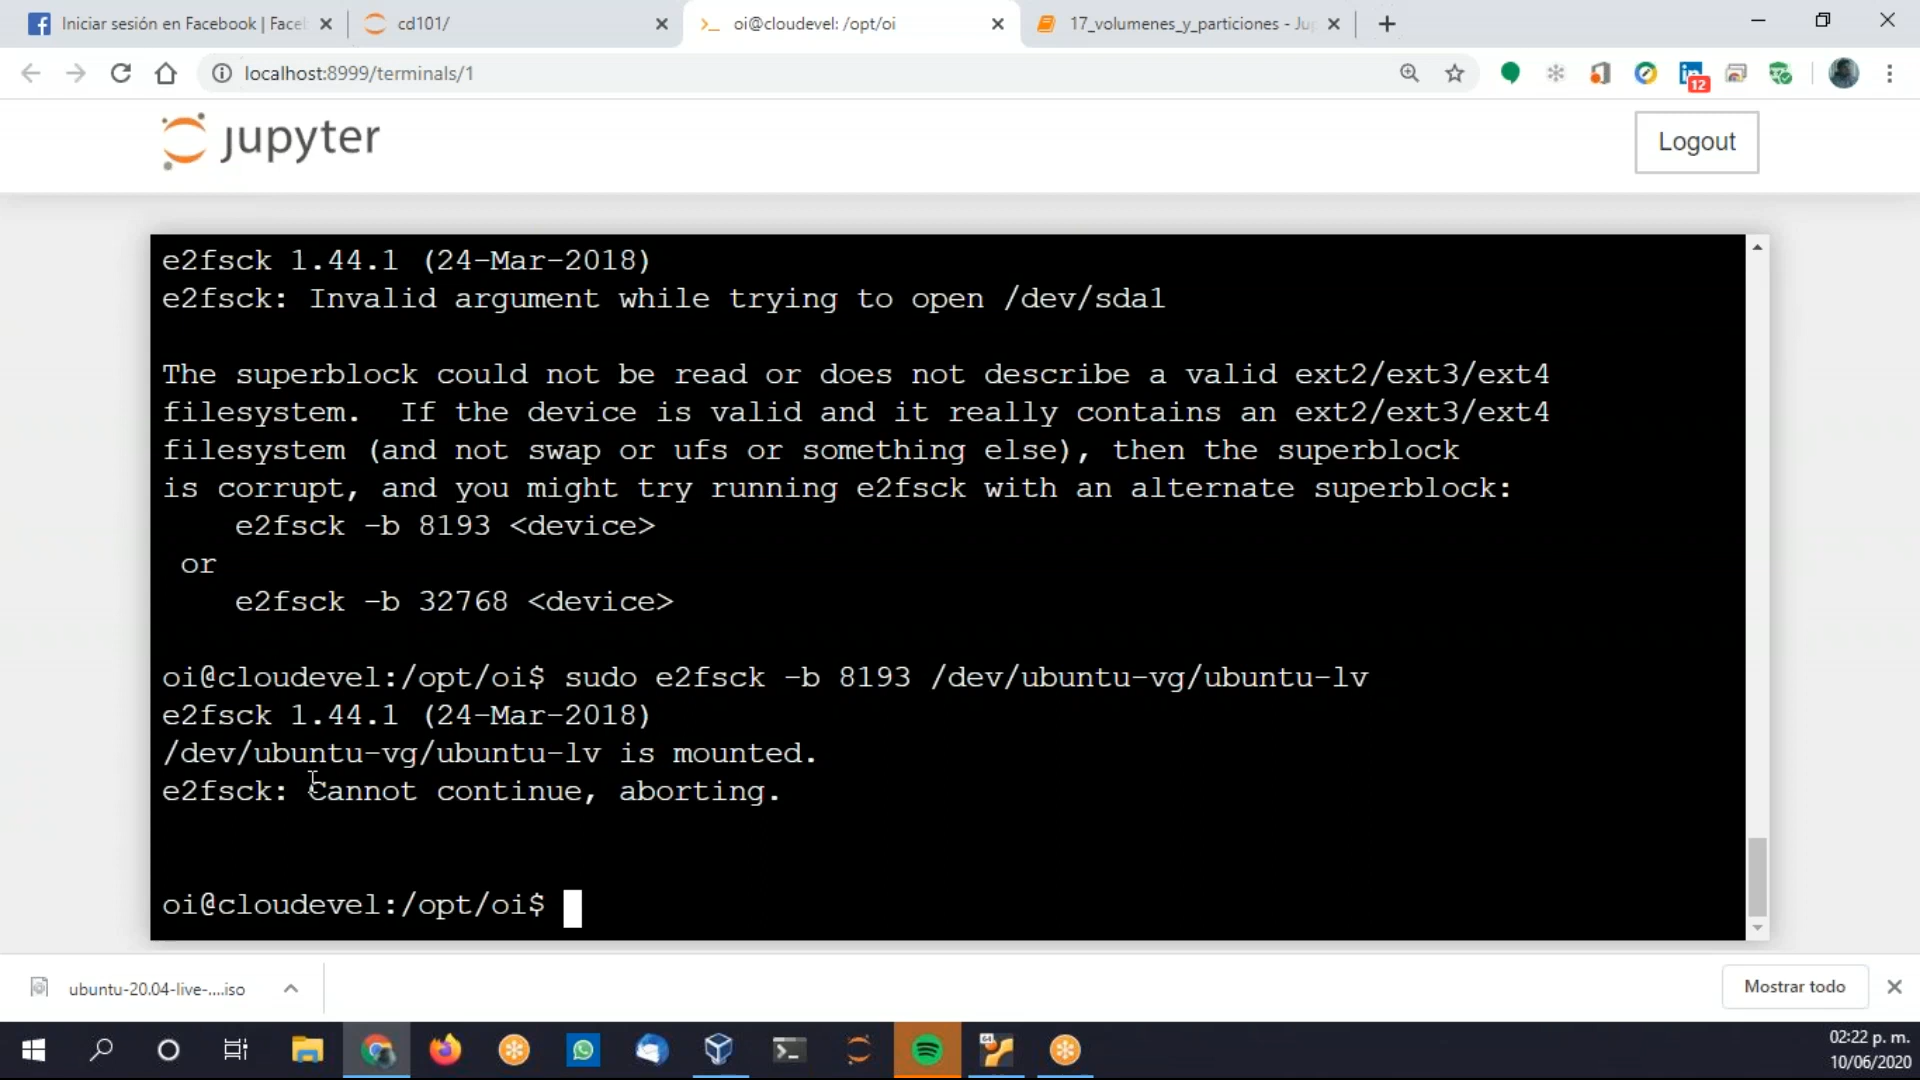 Iniciar sesión en Facebook | Face
cd101/
oi@cloudevel: /opt/oi
17_volumenes_y_particiones - Ju
localhost:8999/terminals/1
12
jupyter
Logout
e2fsck 1.44.1 (24-Mar-2018)
e2fsck: Invalid argument while trying to open /dev/sda1
The superblock could not be read or does not describe a valid ext2/ext3/ext4
filesystem.  If the device is valid and it really contains an ext2/ext3/ext4
filesystem (and not swap or ufs or something else), then the superblock
is corrupt, and you might try running e2fsck with an alternate superblock:
e2fsck -b 8193 <device>
or
e2fsck -b 32768 <device>
oi@cloudevel:/opt/oi$ sudo e2fsck -b 8193 /dev/ubuntu-vg/ubuntu-lv
e2fsck 1.44.1 (24-Mar-2018)
/dev/ubuntu-vg/ubuntu-lv is mounted.
e2fsck: Cannot continue, aborting.
oi@cloudevel:/opt/oi$
ubuntu-20.04-live-....iso
Mostrar todo
64
02:22 p. m.
10/06/2020